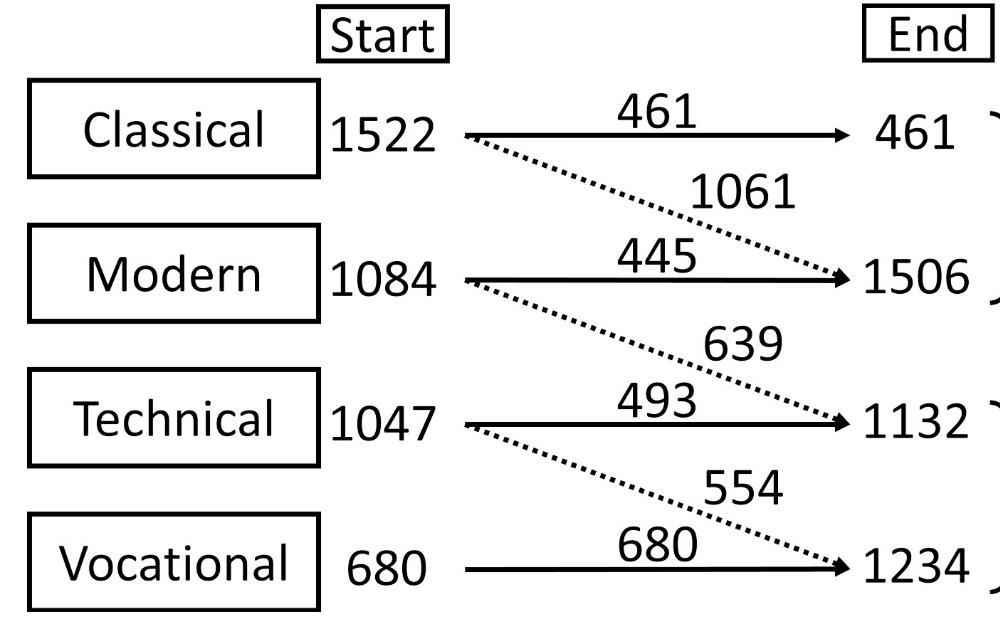 Start End
Classical 1522 461 461
1061
Modern 1084 445 1506
639
Technical 1047 493 1132
554
Vocational 680 680 1234